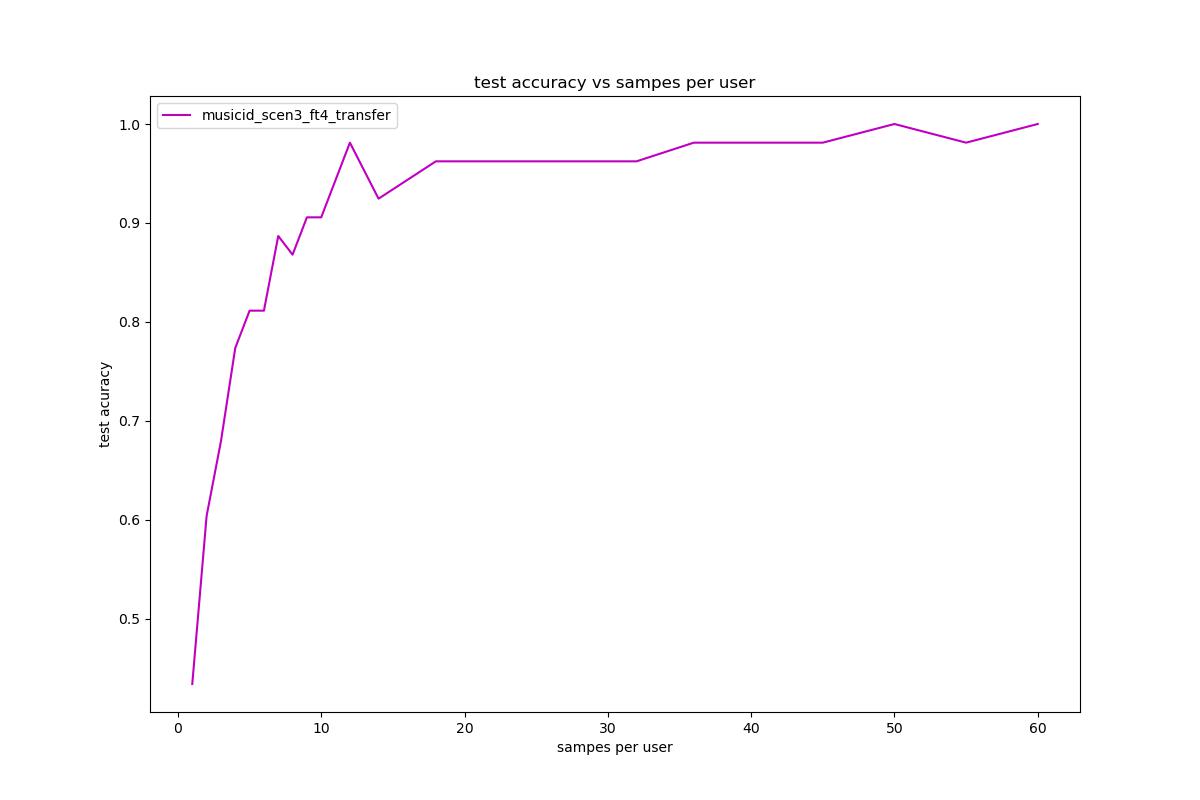 test accuracy vs sampes per user
musicid_scen3_ft4_transfer
1.0
0.9
0.8
0.7
0.6
0.5
test acuracy
0 10 20 30 40 50 60
sampes per user